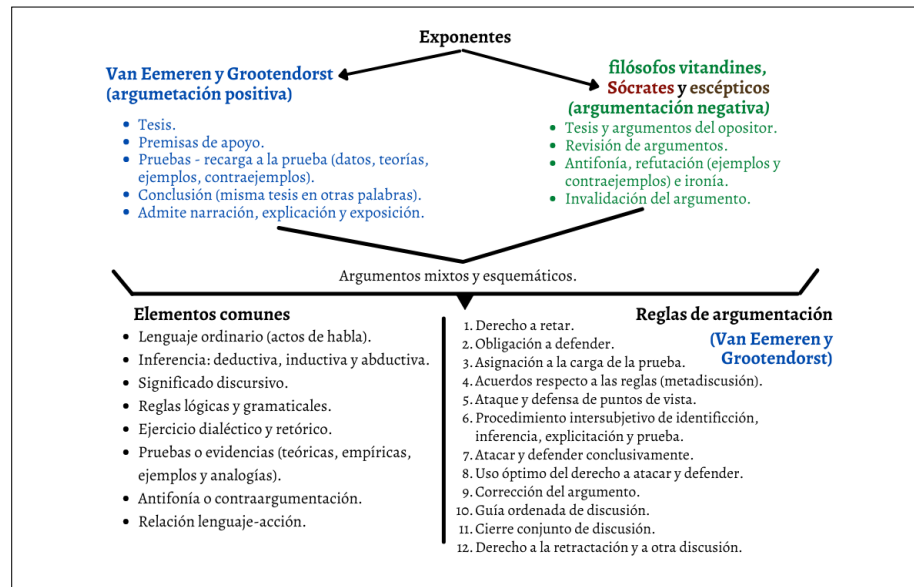 Exponentes
Van Eemeren y Grootendorst
(argumetación positiva)
• Tesis.
• Premisas de apoyo.
• Pruebas - recarga a la prueba (datos, teorías,
ejemplos, contraejemplos).
• Conclusión (misma tesis en otras palabras).
• Admite narración, explicación y exposición.
filósofos vitandines,
Sócrates y escépticos
(argumentación negativa)
• Tesis y argumentos del opositor.
• Revisión de argumentos.
• Antifonía, refutación (ejemplos y
contraejemplos) e ironía.
• Invalidación del argumento.
Argumentos mixtos y esquemáticos.
Elementos comunes
• Lenguaje ordinario (actos de habla).
• Inferencia: deductiva, inductiva y abductiva.
• Significado discursivo.
• Reglas lógicas y gramaticales.
• Ejercicio dialéctico y retórico.
• Pruebas o evidencias (teóricas, empíricas,
ejemplos y analogías).
• Antifonía o contraargumentación.
• Relación lenguaje-acción.
Reglas de argumentación
(Van Eemeren y
Grootendorst)
1. Derecho a retar.
2. Obligación a defender.
3. Asignación a la carga de la prueba.
4. Acuerdos respecto a las reglas (metadiscusión).
5. Ataque y defensa de puntos de vista.
6. Procedimiento intersubjetivo de identificción,
inferencia, explicitación y prueba.
7. Atacar y defender conclusivamente.
8. Uso óptimo del derecho a atacar y defender.
9. Corrección del argumento.
10. Guía ordenada de discusión.
11. Cierre conjunto de discusión.
12. Derecho a la retractación y a otra discusión.